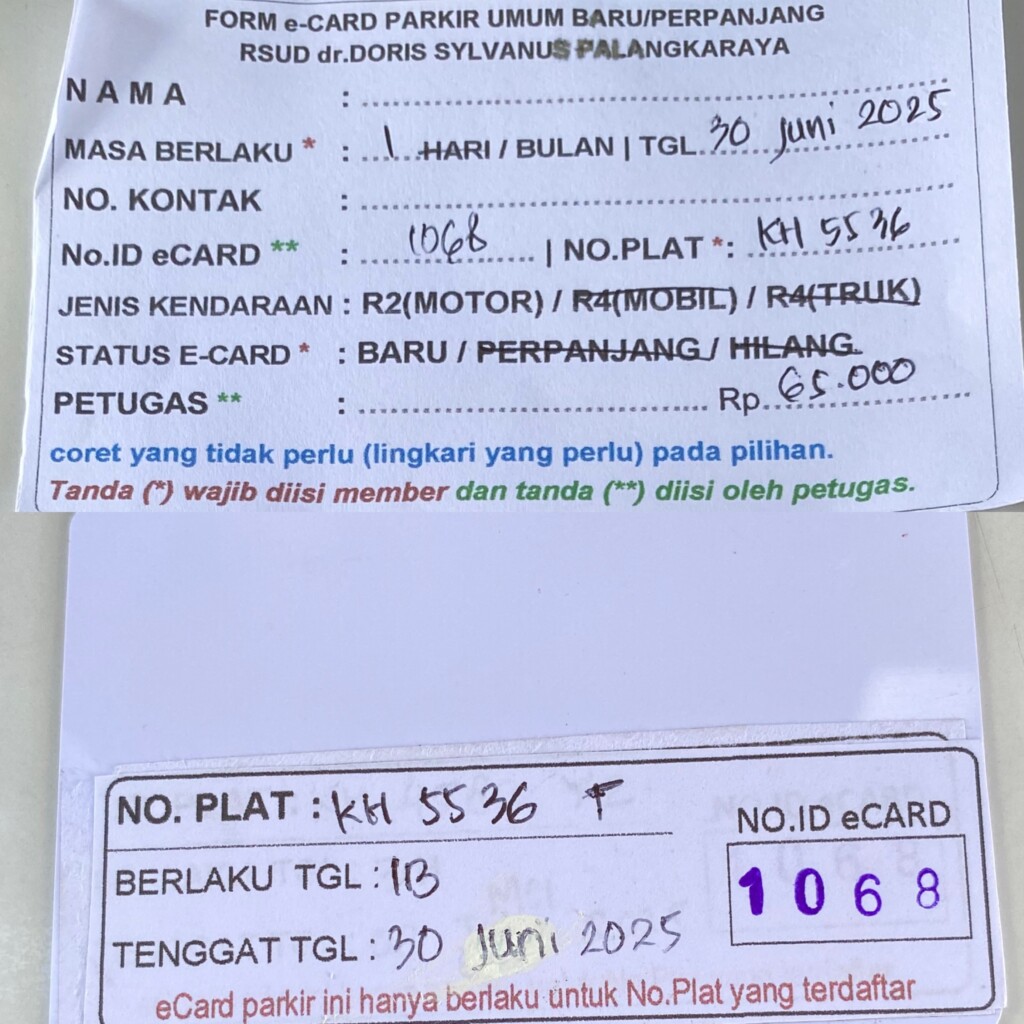 FORM e-CARD PARKIR UMUM BARU/PERPANJANG
RSUD dr.DORIS SYLVANUS PALANGKARAYA
NAMA :
MASA BERLAKU * : 1 HARI / BULAN | TGL. 30 Juni 2025
NO. KONTAK :
No.ID eCARD ** : 1068 | NO.PLAT *: KH 5536
JENIS KENDARAAN : R2(MOTOR) / R4(MOBIL) / R4(TRUK)
STATUS E-CARD * : BARU / PERPANJANG / HILANG
PETUGAS ** : Rp. 65.000
coret yang tidak perlu (lingkari yang perlu) pada pilihan.
Tanda (*) wajib diisi member dan tanda (**) diisi oleh petugas.
NO. PLAT : KH 5536 F
NO.ID eCARD
BERLAKU TGL : 1B
1068
TENGGAT TGL : 30 Juni 2025
eCard parkir ini hanya berlaku untuk No.Plat yang terdaftar